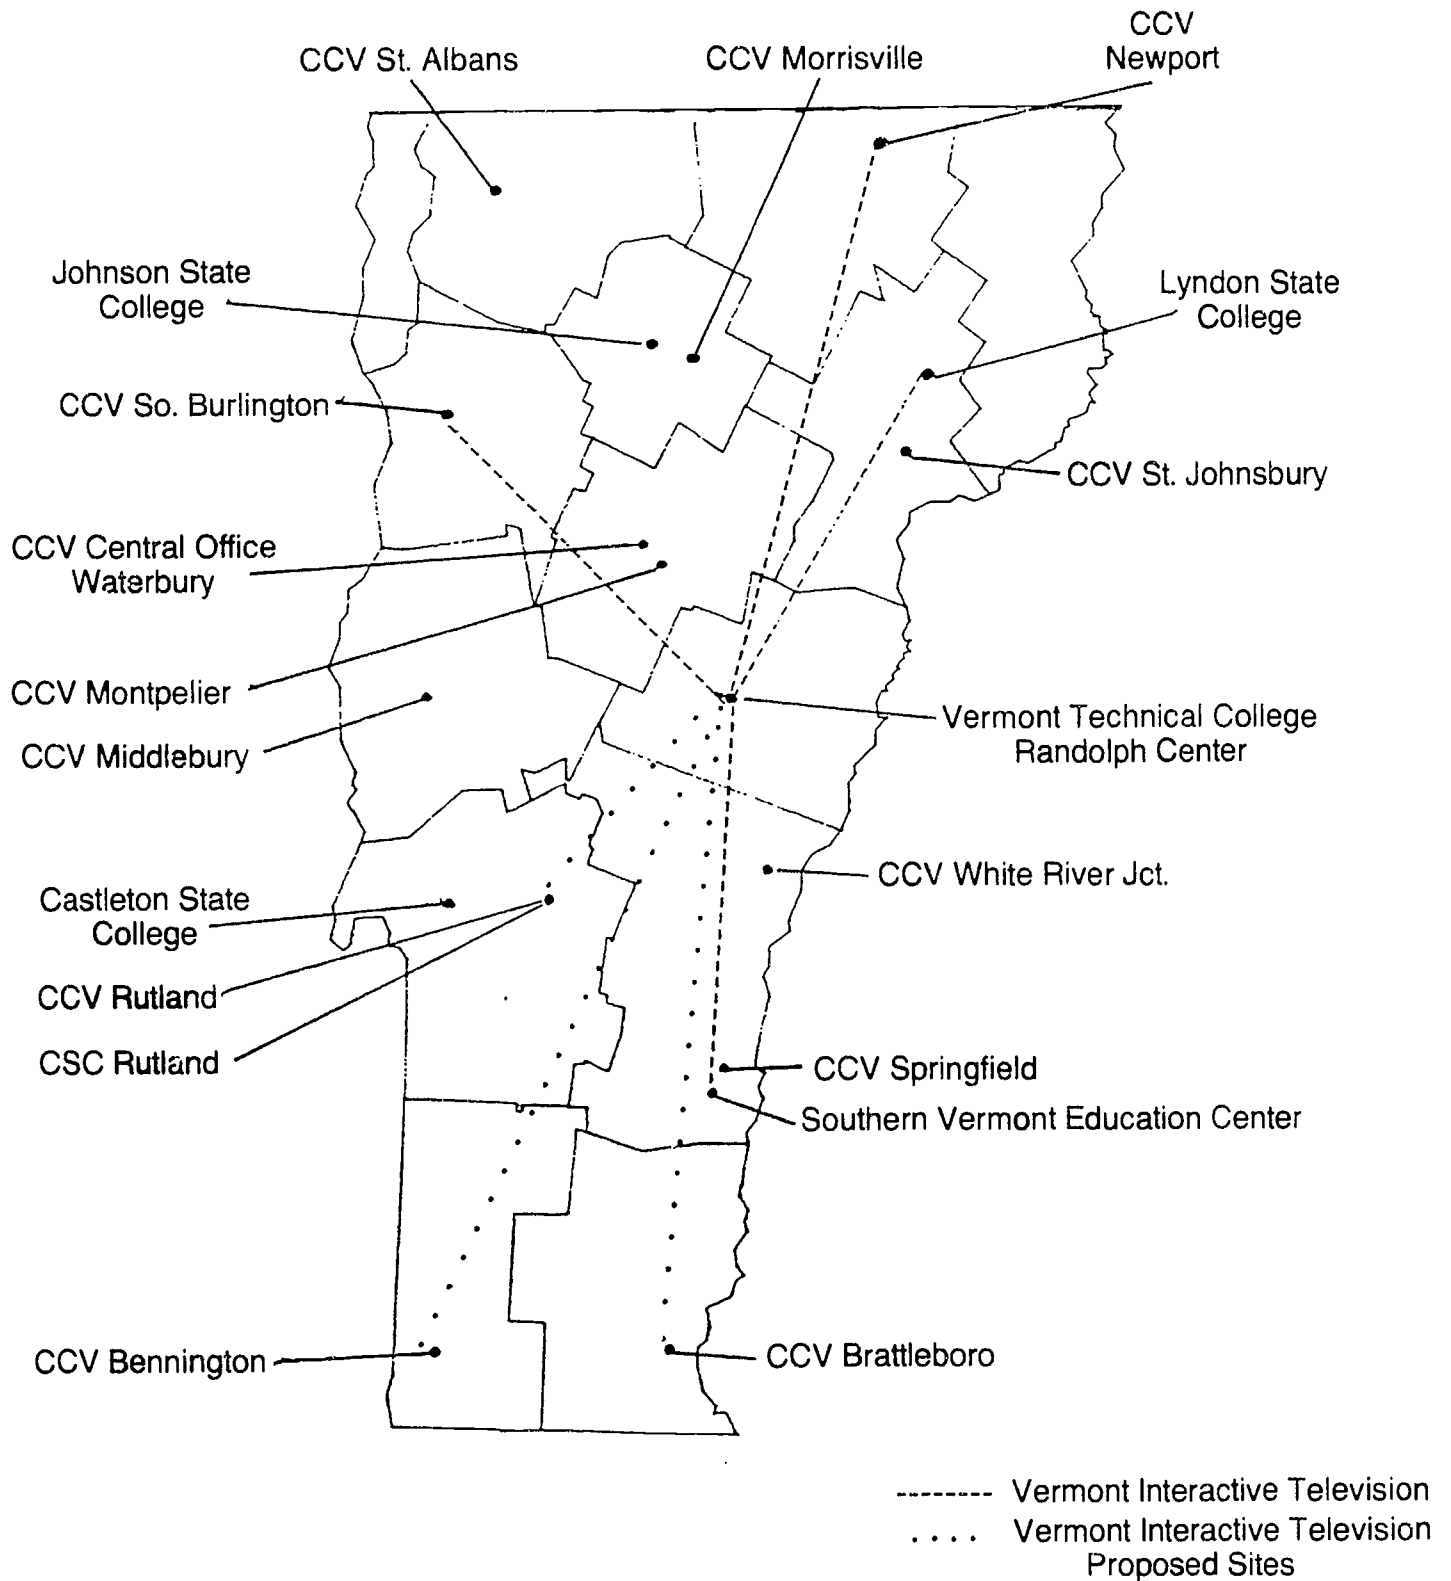 CCV
Newport
CCV St. Albans
CCV Morrisville
Johnson State
College
Lyndon State
College
CCV So. Burlington
CCV St. Johnsbury
CCV Central Office
Waterbury
CCV Montpelier
Vermont Technical College
Randolph Center
CCV Middlebury
CCV White River Jct.
Castleton State
College
CCV Rutland
CSC Rutland
CCV Springfield
Southern Vermont Education Center
CCV Bennington
CCV Brattleboro
Vermont Interactive Television
Vermont Interactive Television
Proposed Sites